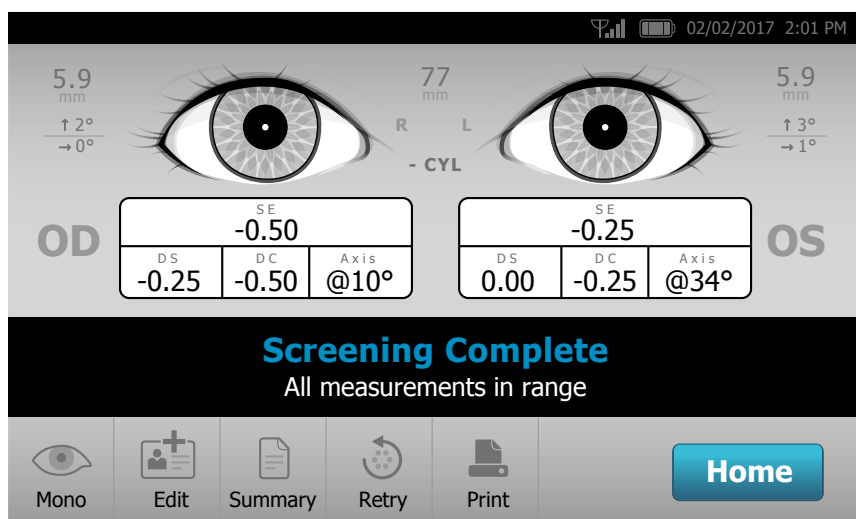 02/02/2017 2:01 PM
5.9
mm
↑ 2°
→ 0°
77
mm
R L
- CYL
5.9
mm
↑ 3°
→ 1°
OD
SE
-0.50
DS DC Axis
-0.25 -0.50 @10°
SE
-0.25
DS DC Axis
0.00 -0.25 @34°
OS
Screening Complete
All measurements in range
Mono Edit Summary Retry Print
Home